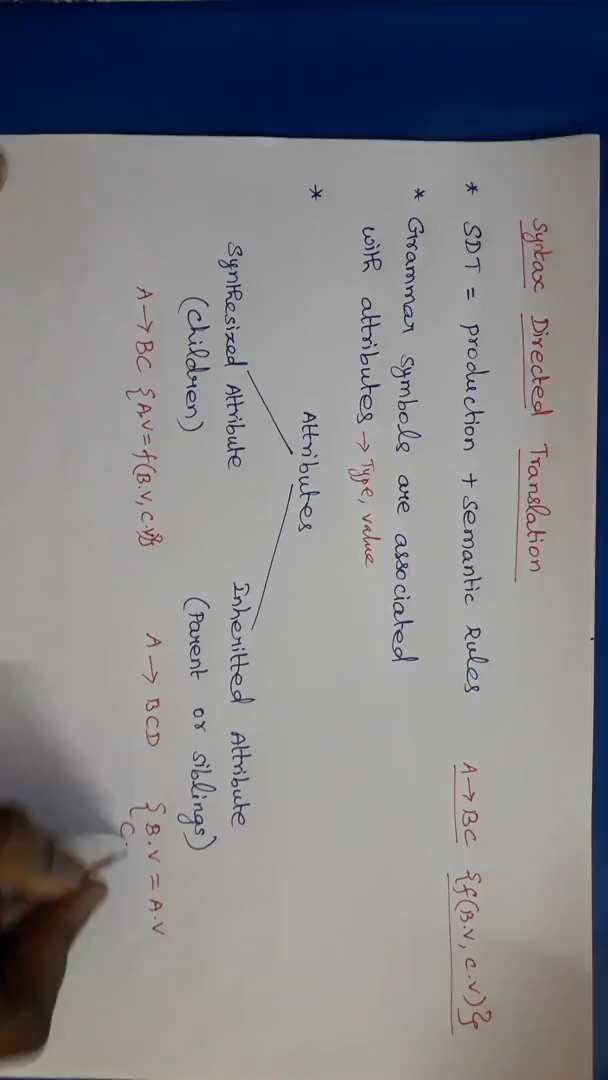 Syntax Directed Translation
* SDT = production + Semantic Rules A → BC {f(B.V, C.V)}
* Grammar symbols are associated
with attributes → Type, value
* Attributes
Synthesized Attribute Inheritted Attribute
(children) (Parent or siblings)
A → BC {A.V = f(B.V, C.V)} A → BCD { B.V = A.V
C.